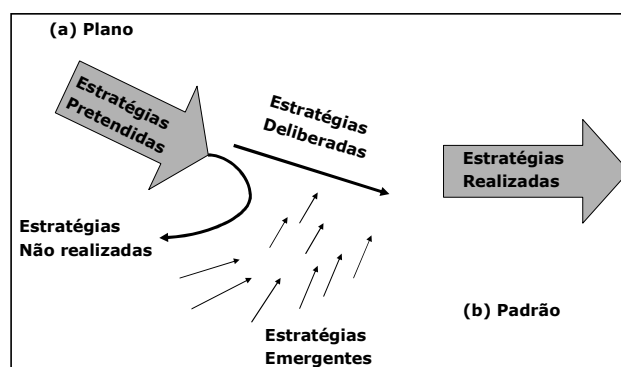 (a) Plano
Estratégias
Pretendidas
Estratégias
Deliberadas
Estratégias
Realizadas
Estratégias
Não realizadas
(b) Padrão
Estratégias
Emergentes